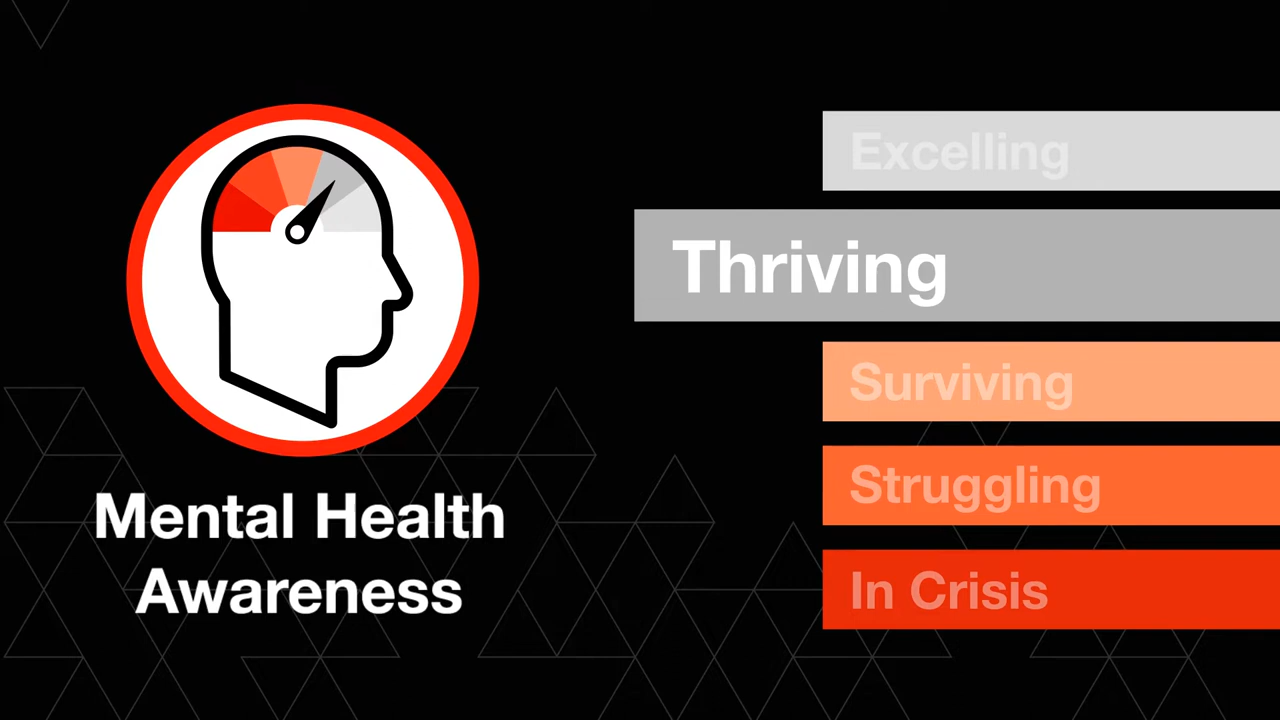 Mental Health
Awareness
Excelling
Thriving
Surviving
Struggling
In Crisis